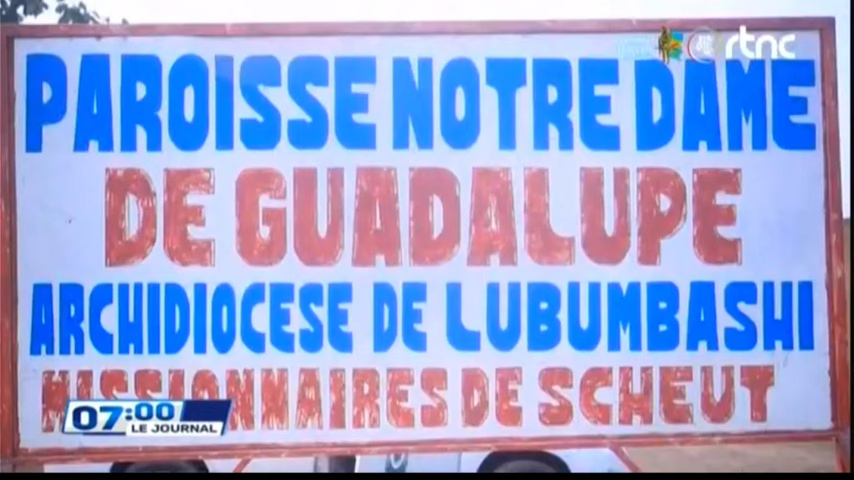 rtnc
PAROISSE NOTRE DAME
DE GUADALUPE
ARCHIDIOCESE DE LUBUMBASHI
MISSIONNAIRES DE SCHEUT
07:00
LE JOURNAL